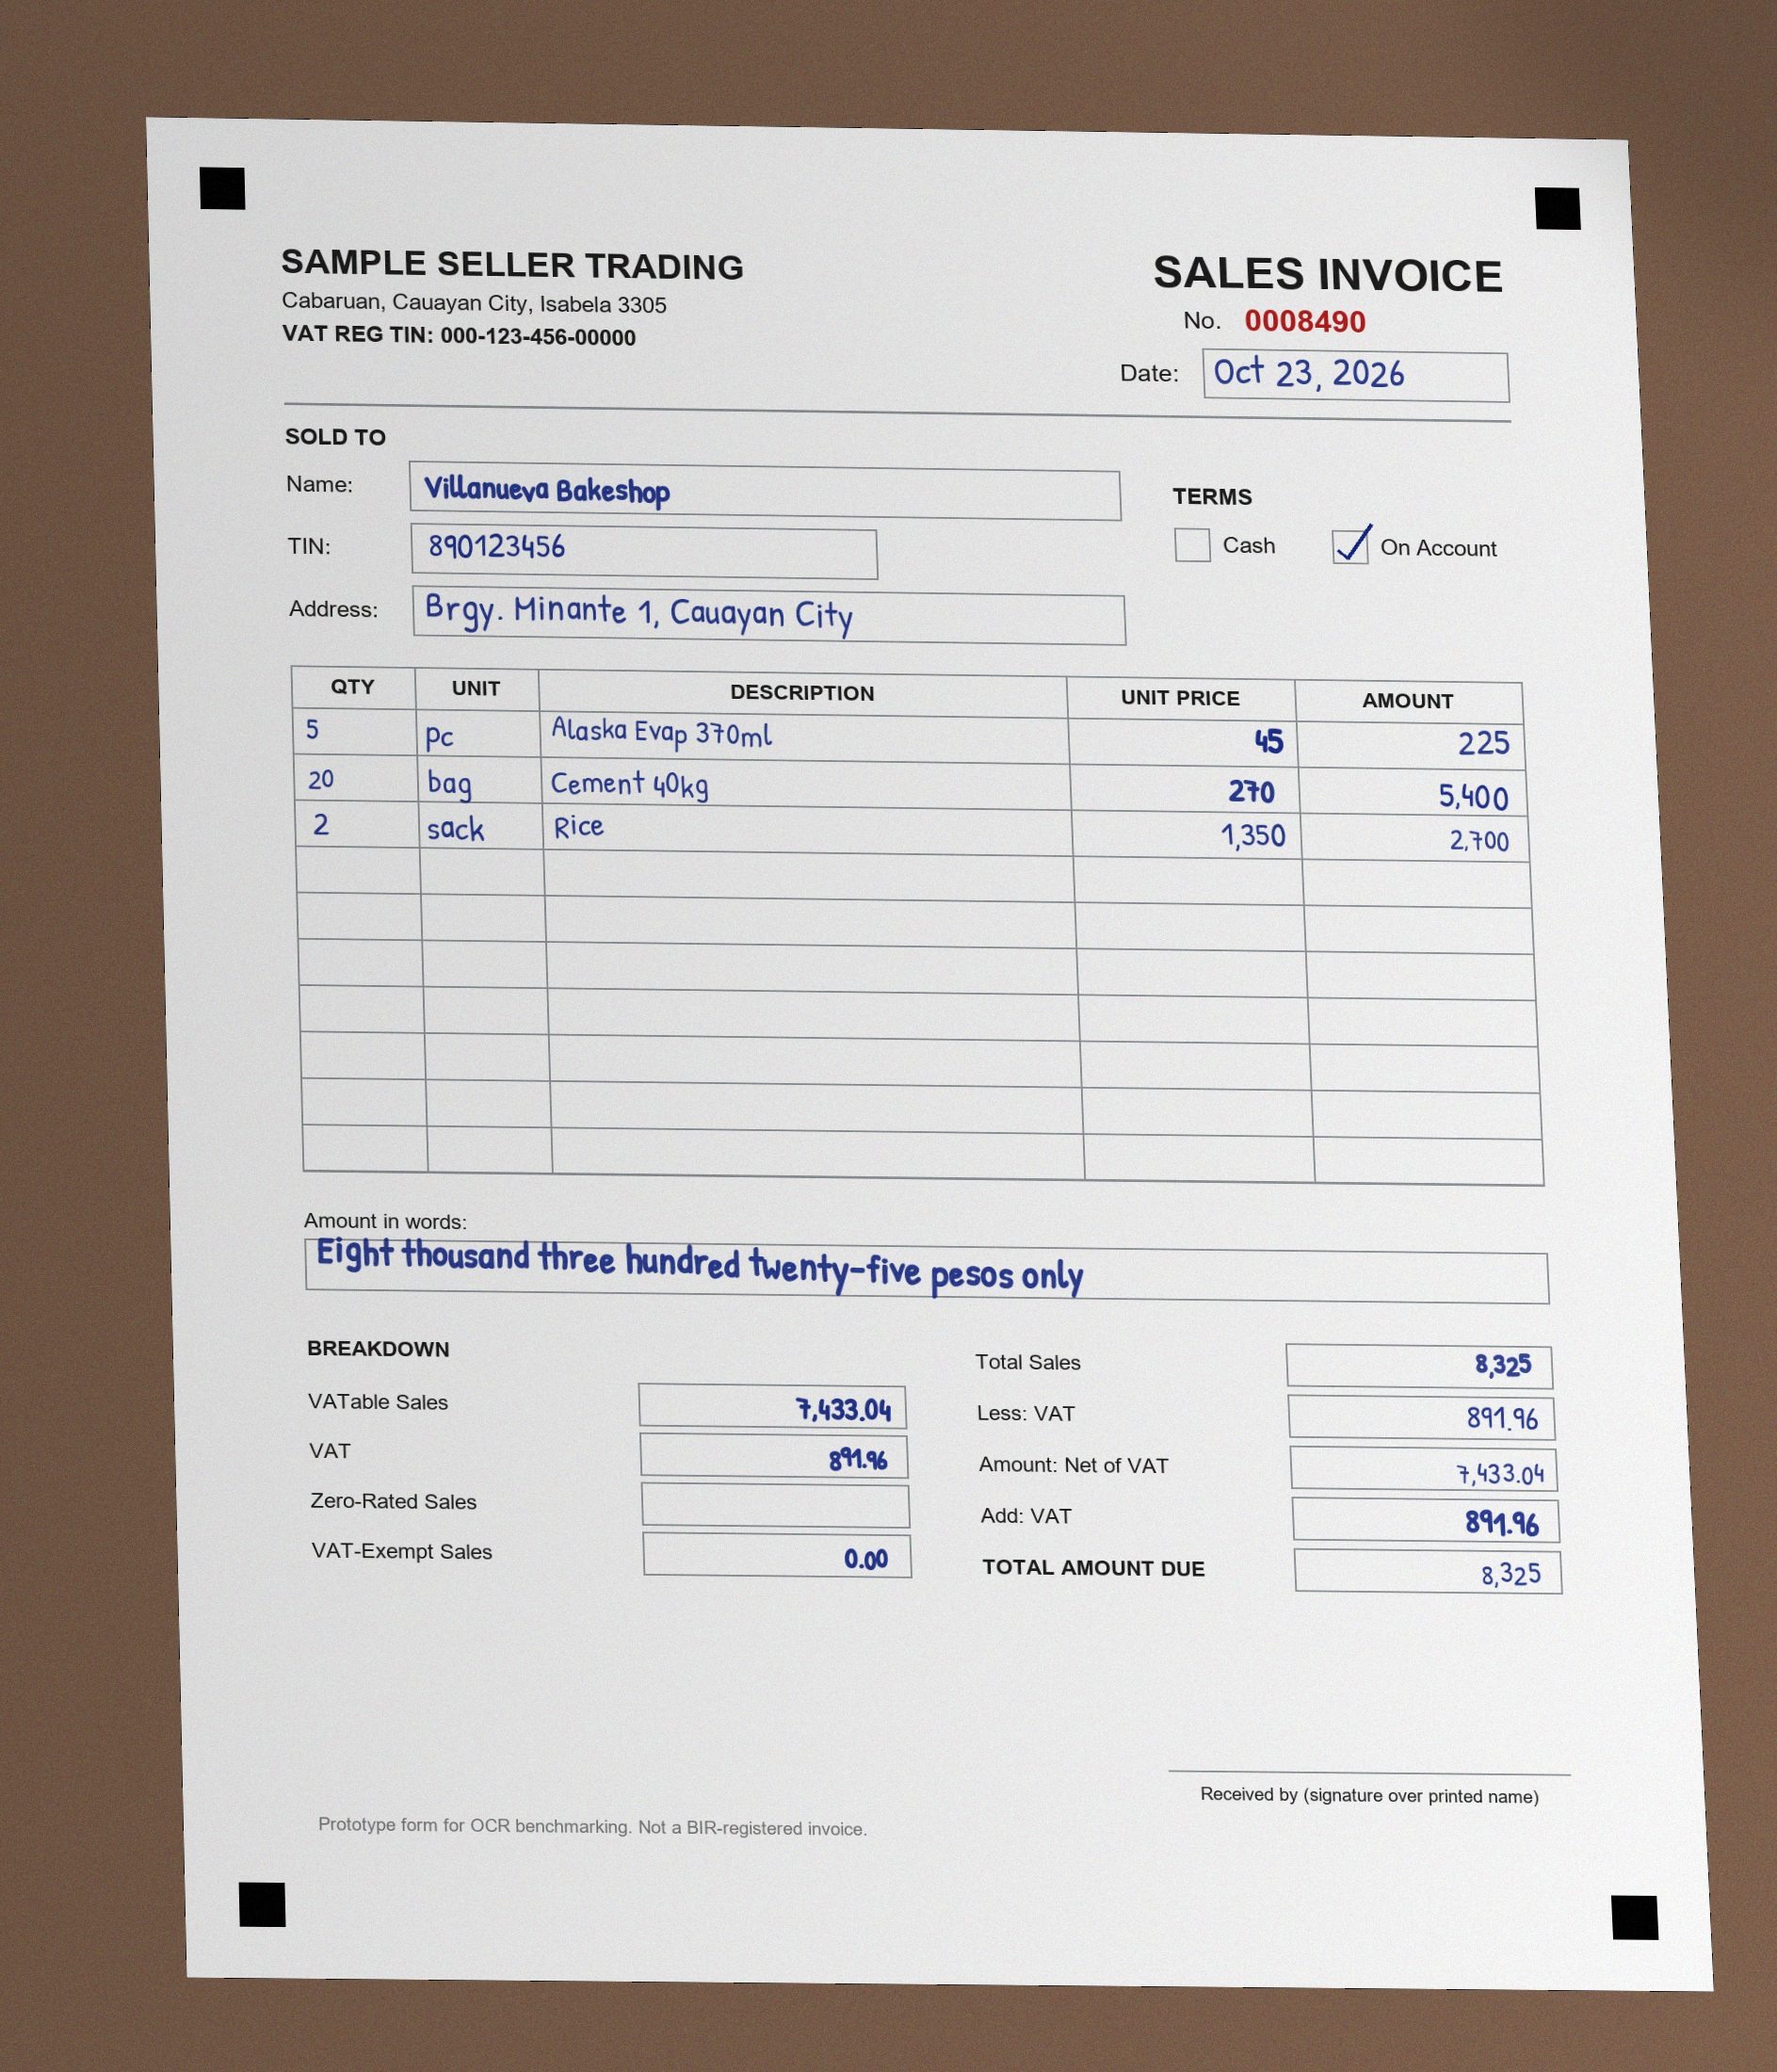 SAMPLE SELLER TRADING
Cabaruan, Cauayan City, Isabela 3305
VAT REG TIN: 000-123-456-00000
SALES INVOICE
No. 0008490
Date: Oct 23, 2026
SOLD TO
Name: Villanueva Bakeshop
TIN: 890123456
Address: Brgy. Minante 1, Cauayan City
TERMS
Cash On Account
QTY UNIT DESCRIPTION UNIT PRICE AMOUNT
5 pc Alaska Evap 370ml 45 225
20 bag Cement 40kg 270 5,400
2 sack Rice 1,350 2,700
Amount in words:
Eight thousand three hundred twenty-five pesos only
BREAKDOWN
VATable Sales 7,433.04
VAT 891.96
Zero-Rated Sales
VAT-Exempt Sales 0.00
Total Sales 8,325
Less: VAT 891.96
Amount: Net of VAT 7,433.04
Add: VAT 891.96
TOTAL AMOUNT DUE 8,325
Received by (signature over printed name)
Prototype form for OCR benchmarking. Not a BIR-registered invoice.